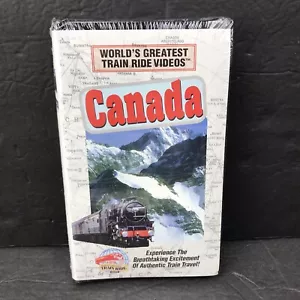 WORLD'S GREATEST
TRAIN RIDE VIDEOS™
Canada
Experience The
Breathtaking Excitement
Of Authentic Train Travel!